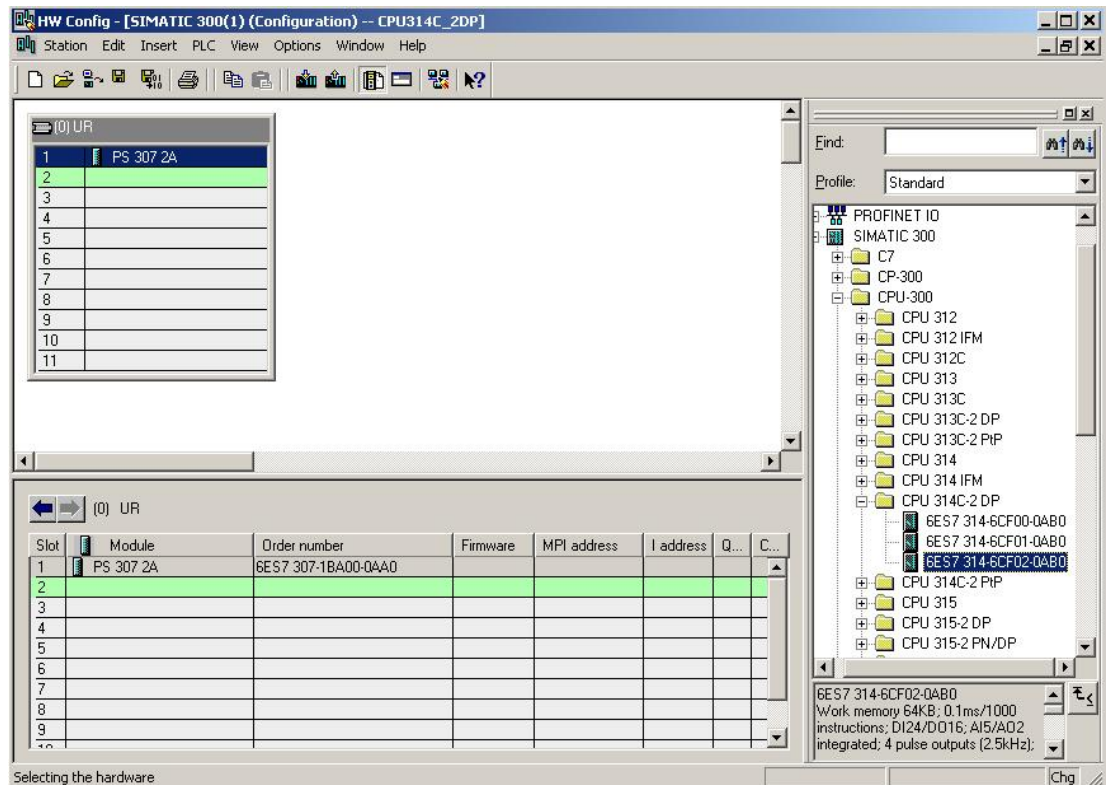 HW Config - [SIMATIC 300(1) (Configuration) -- CPU314C_2DP]
Station Edit Insert PLC View Options Window Help
(0) UR
1 PS 307 2A
2
3
4
5
6
7
8
9
10
11
Find:
Profile: Standard
PROFINET IO
SIMATIC 300
C7
CP-300
CPU-300
CPU 312
CPU 312 IFM
CPU 312C
CPU 313
CPU 313C
CPU 313C-2 DP
CPU 313C-2 PtP
CPU 314
CPU 314 IFM
CPU 314C-2 DP
6ES7 314-6CF00-0AB0
6ES7 314-6CF01-0AB0
6ES7 314-6CF02-0AB0
CPU 314C-2 PtP
CPU 315
CPU 315-2 DP
CPU 315-2 PN/DP
6ES7 314-6CF02-0AB0
Work memory 64KB; 0.1ms/1000
instructions; DI24/DO16; AI5/AO2
integrated; 4 pulse outputs (2.5kHz);
(0) UR
Slot Module Order number Firmware MPI address I address Q... C...
1 PS 307 2A 6ES7 307-1BA00-0AA0
2
3
4
5
6
7
8
9
10
Selecting the hardware
Chg